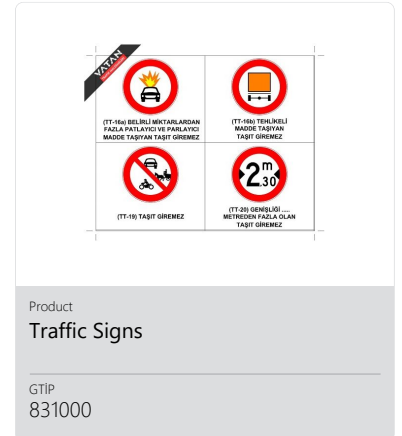 VATAN
(TT-16a) BELİRLİ MİKTARLARDAN
FAZLA PATLAYICI VE PARLAYICI
MADDE TAŞIYAN TAŞIT GİREMEZ
(TT-16b) TEHLİKELİ
MADDE TAŞIYAN
TAŞIT GİREMEZ
(TT-19) TAŞIT GİREMEZ
2 m
.30
(TT-20) GENİŞLİĞİ .....
METREDEN FAZLA OLAN
TAŞIT GİREMEZ
Product
Traffic Signs
GTİP
831000